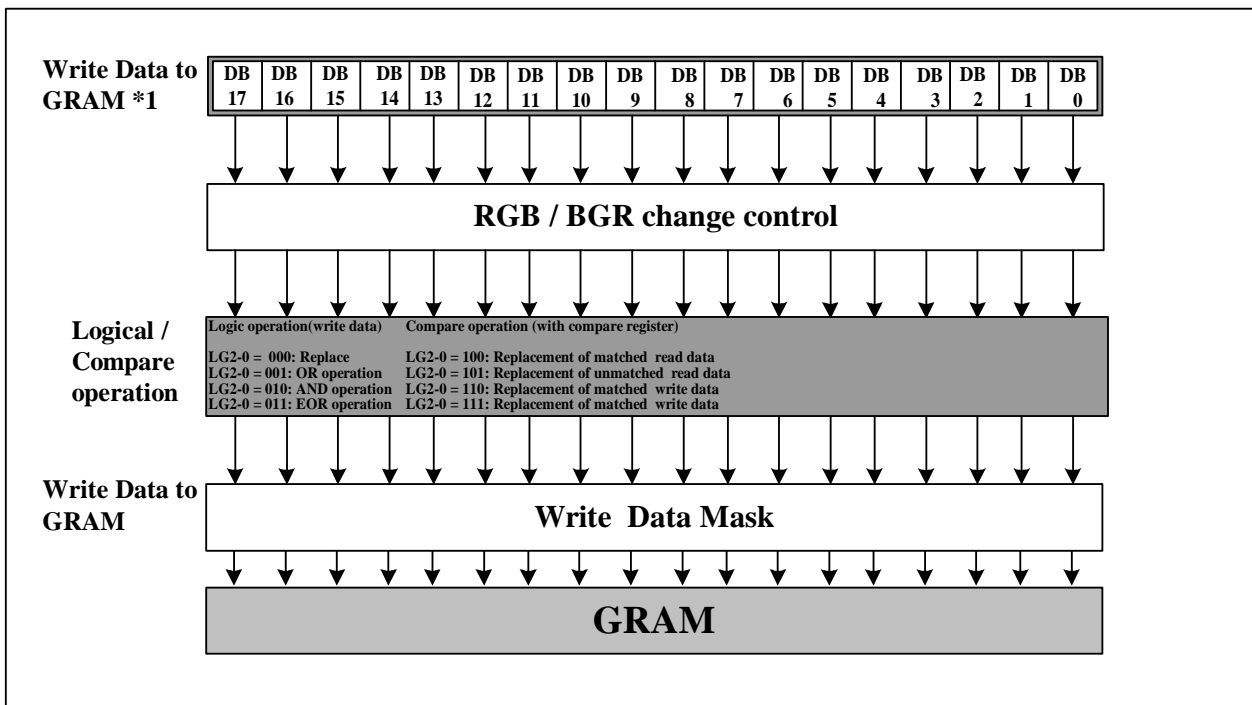 Write Data to GRAM *1
DB 17 DB 16 DB 15 DB 14 DB 13 DB 12 DB 11 DB 10 DB 9 DB 8 DB 7 DB 6 DB 5 DB 4 DB 3 DB 2 DB 1 DB 0
RGB / BGR change control
Logical / Compare operation
Logic operation(write data) Compare operation (with compare register)
LG2-0 = 000: Replace LG2-0 = 100: Replacement of matched read data
LG2-0 = 001: OR operation LG2-0 = 101: Replacement of unmatched read data
LG2-0 = 010: AND operation LG2-0 = 110: Replacement of matched write data
LG2-0 = 011: EOR operation LG2-0 = 111: Replacement of matched write data
Write Data to GRAM
Write Data Mask
GRAM